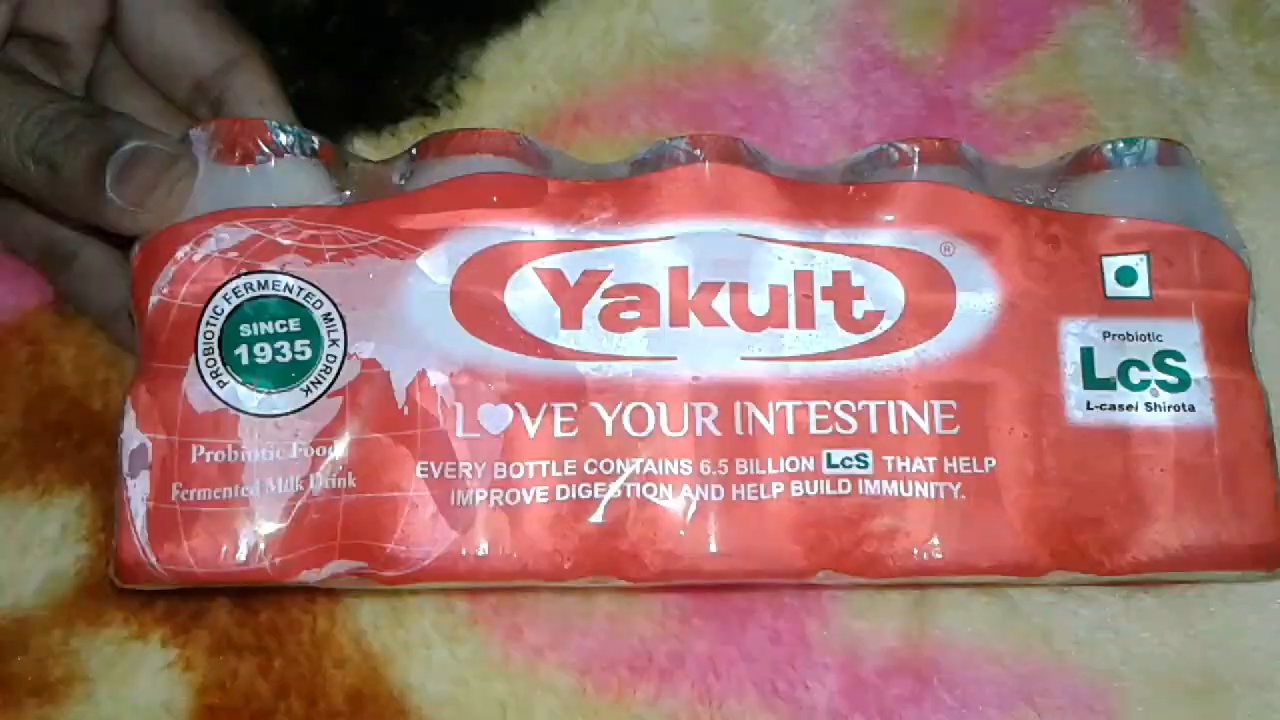 Yakult®
PROBIOTIC FERMENTED MILK DRINK
SINCE
1935
Probiotic
LcS
L-casei Shirota
LOVE YOUR INTESTINE
Probiotic Food
Fermented Milk Drink
EVERY BOTTLE CONTAINS 6.5 BILLION LcS THAT HELP
IMPROVE DIGESTION AND HELP BUILD IMMUNITY.